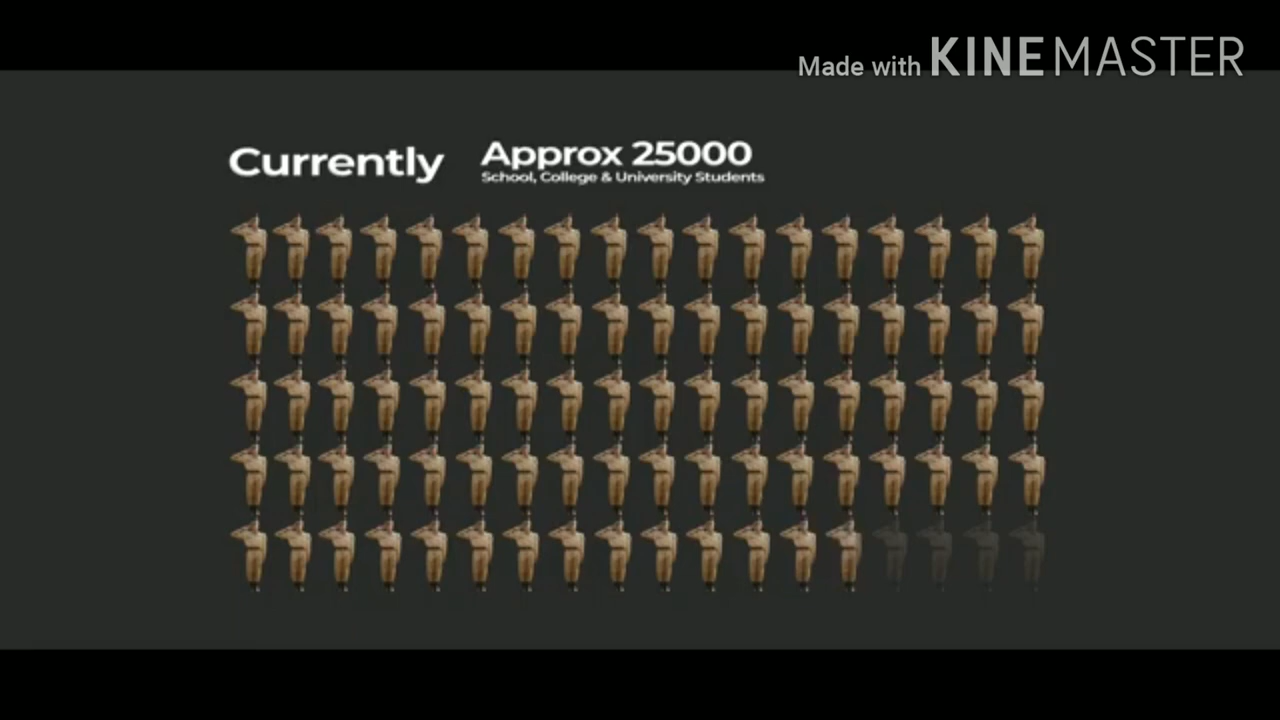 Made with KINEMASTER
Currently
Approx 25000
School, College & University Students